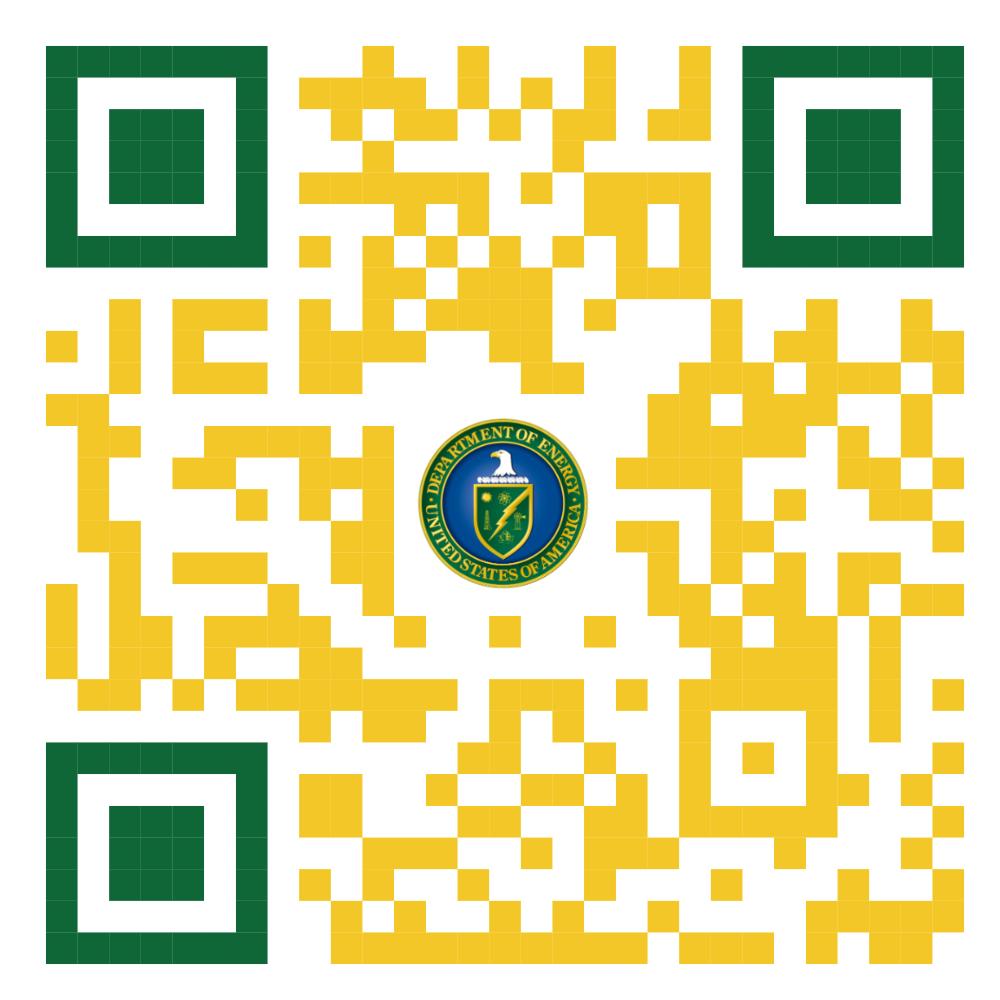 DEPARTMENT OF ENERGY
UNITED STATES OF AMERICA